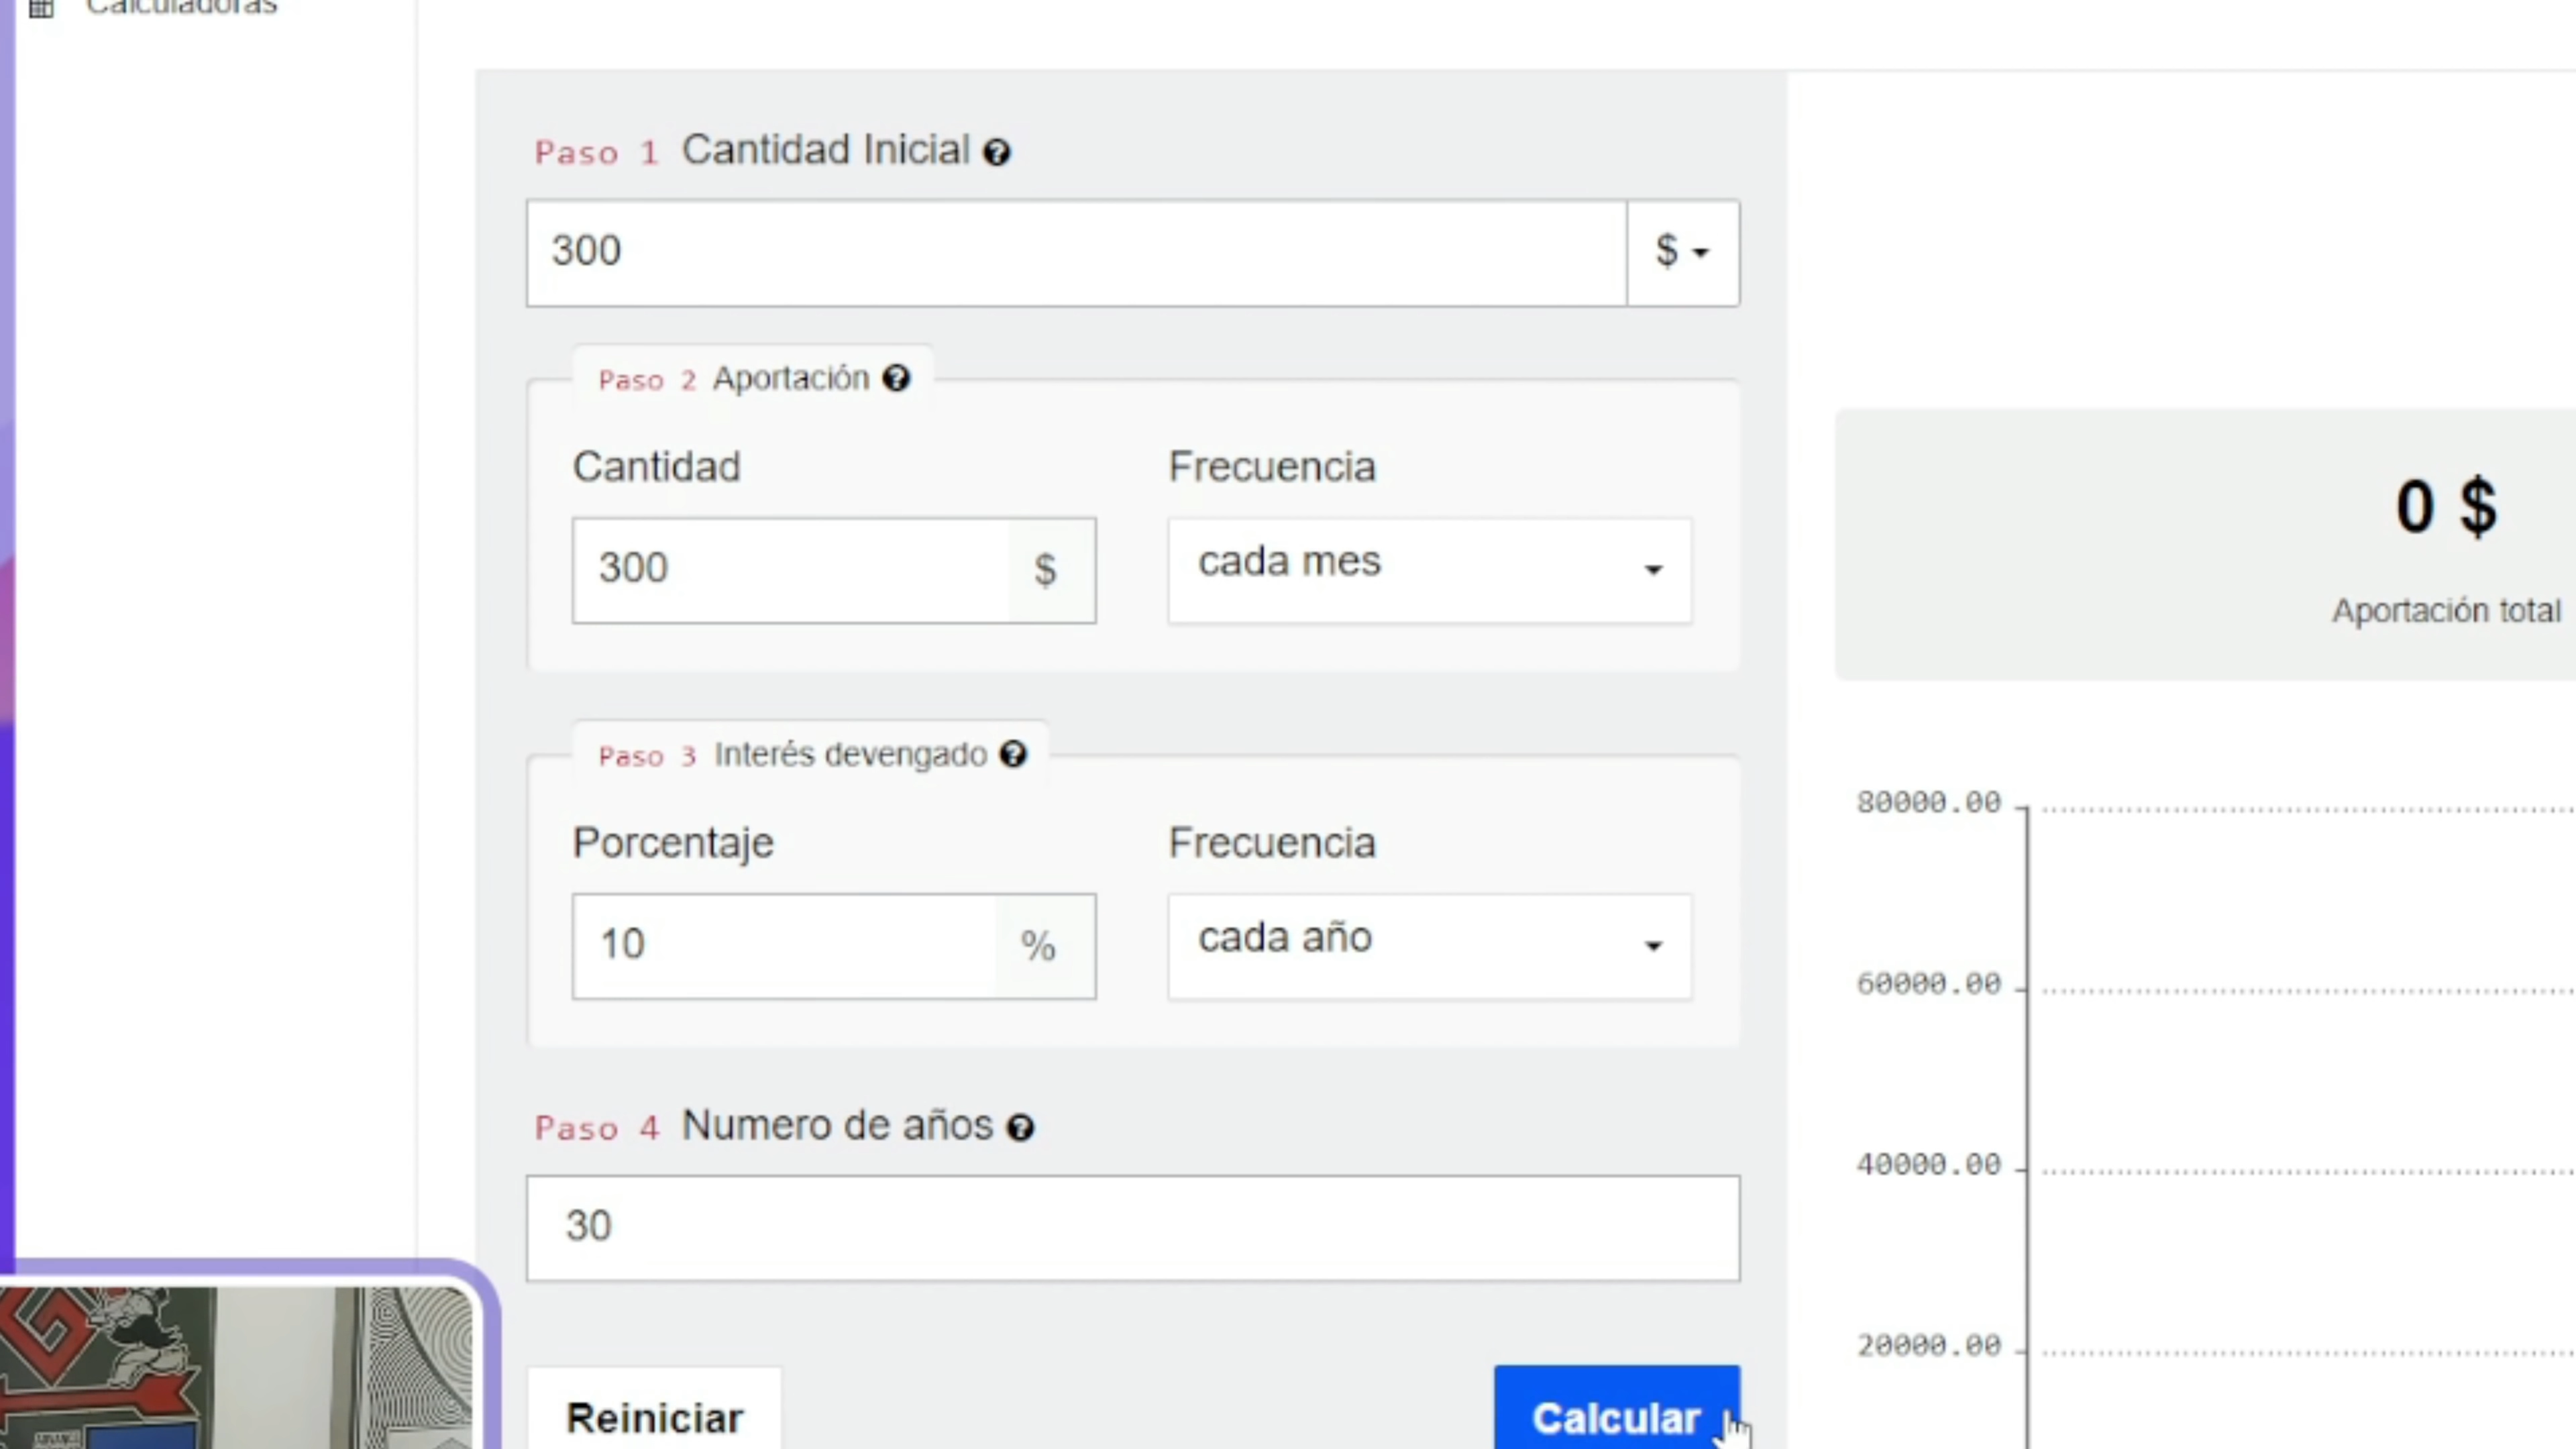 Calculadoras
Paso 1 Cantidad Inicial
300
$
Paso 2 Aportación
Cantidad
Frecuencia
300 $
cada mes
Paso 3 Interés devengado
Porcentaje
Frecuencia
10 %
cada año
Paso 4 Numero de años
30
Reiniciar
Calcular
0 $
Aportación total
80000.00
60000.00
40000.00
20000.00